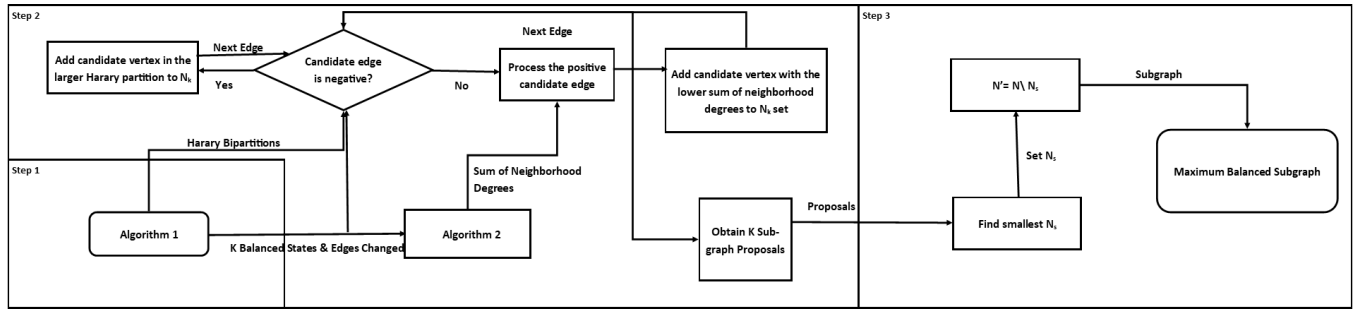 Step 2
Add candidate vertex in the
larger Harary partition to Nk
Next Edge
Yes
Candidate edge
is negative?
No
Next Edge
Process the positive
candidate edge
Add candidate vertex with the
lower sum of neighborhood
degrees to Nk set
Harary Bipartitions
Sum of Neighborhood
Degrees
Step 1
Algorithm 1
K Balanced States & Edges Changed
Algorithm 2
Obtain K Sub-
graph Proposals
Proposals
Step 3
N'= N\ Ns
Subgraph
Set Ns
Find smallest Ns
Maximum Balanced Subgraph